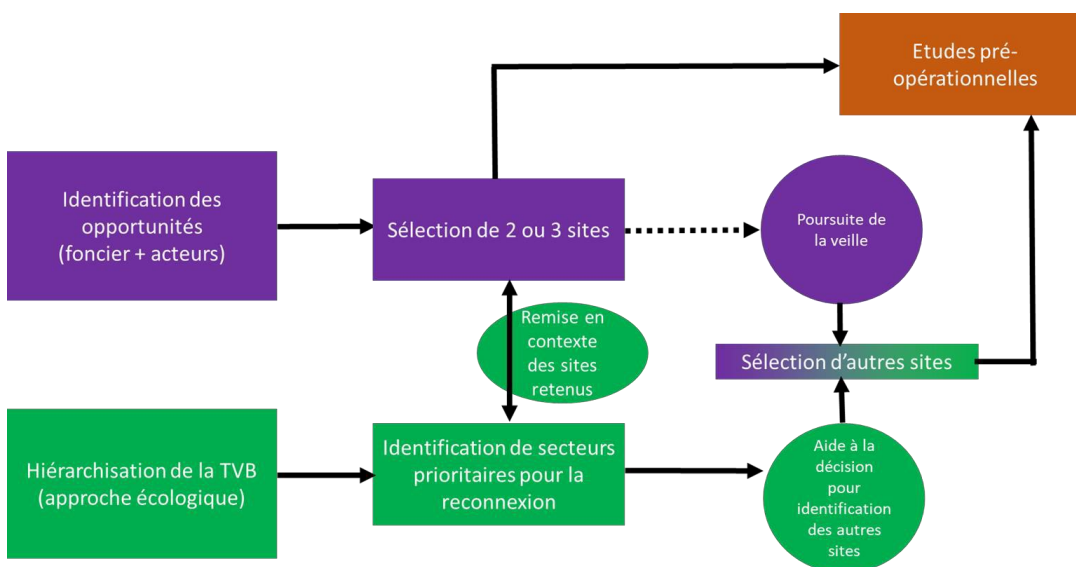 Etudes pré-
opérationnelles
Identification des
opportunités
(foncier + acteurs)
Sélection de 2 ou 3 sites
Poursuite de
la veille
Remise en
contexte
des sites
retenus
Sélection d'autres sites
Hiérarchisation de la TVB
(approche écologique)
Identification de secteurs
prioritaires pour la
reconnexion
Aide à la
décision
pour
identification
des autres
sites